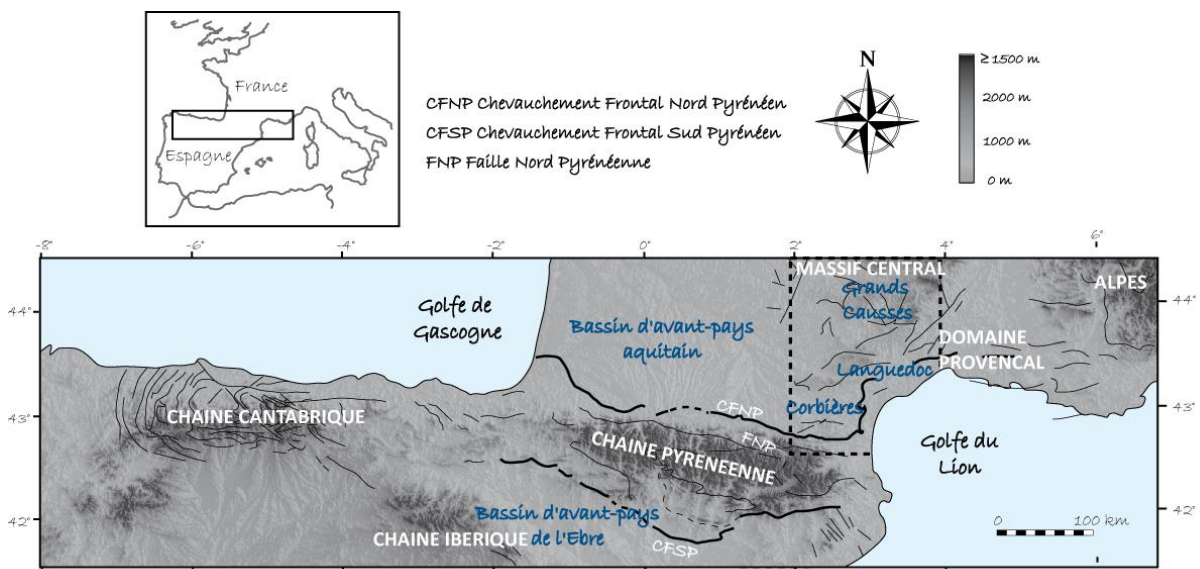 France
Espagne
CFNP Chevauchement Frontal Nord Pyrénéen
CFSP Chevauchement Frontal Sud Pyrénéen
FNP Faille Nord Pyrénéenne
N
≥ 1500 m
2000 m
1000 m
0 m
-8°
-6°
-4°
-2°
0°
2°
4°
6°
44°
43°
42°
44°
43°
42°
Golfe de
Gascogne
Bassin d'avant-pays
aquitain
MASSIF CENTRAL
Grands
Causses
ALPES
DOMAINE
PROVENCAL
Languedoc
Corbières
CHAINE CANTABRIQUE
CFNP
FNP
CHAINE PYRENEENNE
Golfe du
Lion
Bassin d'avant-pays
de l'Ebre
CHAINE IBERIQUE
CFSP
0 100 km